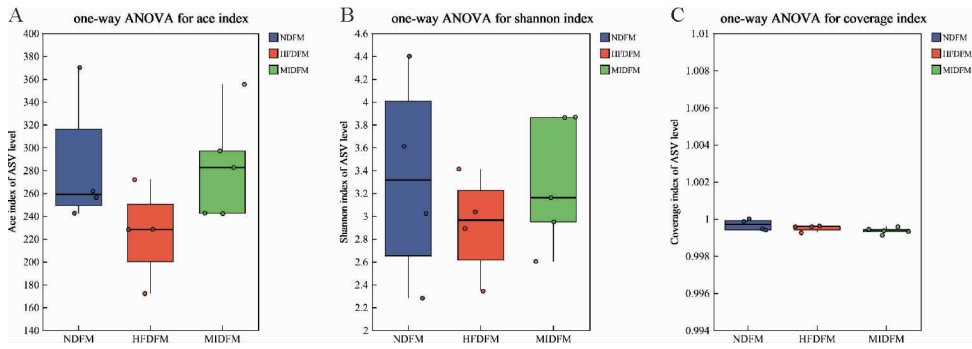 A
one-way ANOVA for ace index
NDFM
HFDFM
MIDFM
Ace index of ASV level
400
380
360
340
320
300
280
260
240
220
200
180
160
140
NDFM
HFDFM
MIDFM
B
one-way ANOVA for shannon index
NDFM
HFDFM
MIDFM
Shannon index of ASV level
4.6
4.4
4.2
4
3.8
3.6
3.4
3.2
3
2.8
2.6
2.4
2.2
2
NDFM
HFDFM
MIDFM
C
one-way ANOVA for coverage index
NDFM
HFDFM
MIDFM
Coverage index of ASV level
1.01
1.008
1.006
1.004
1.002
1
0.998
0.996
0.994
NDFM
HFDFM
MIDFM